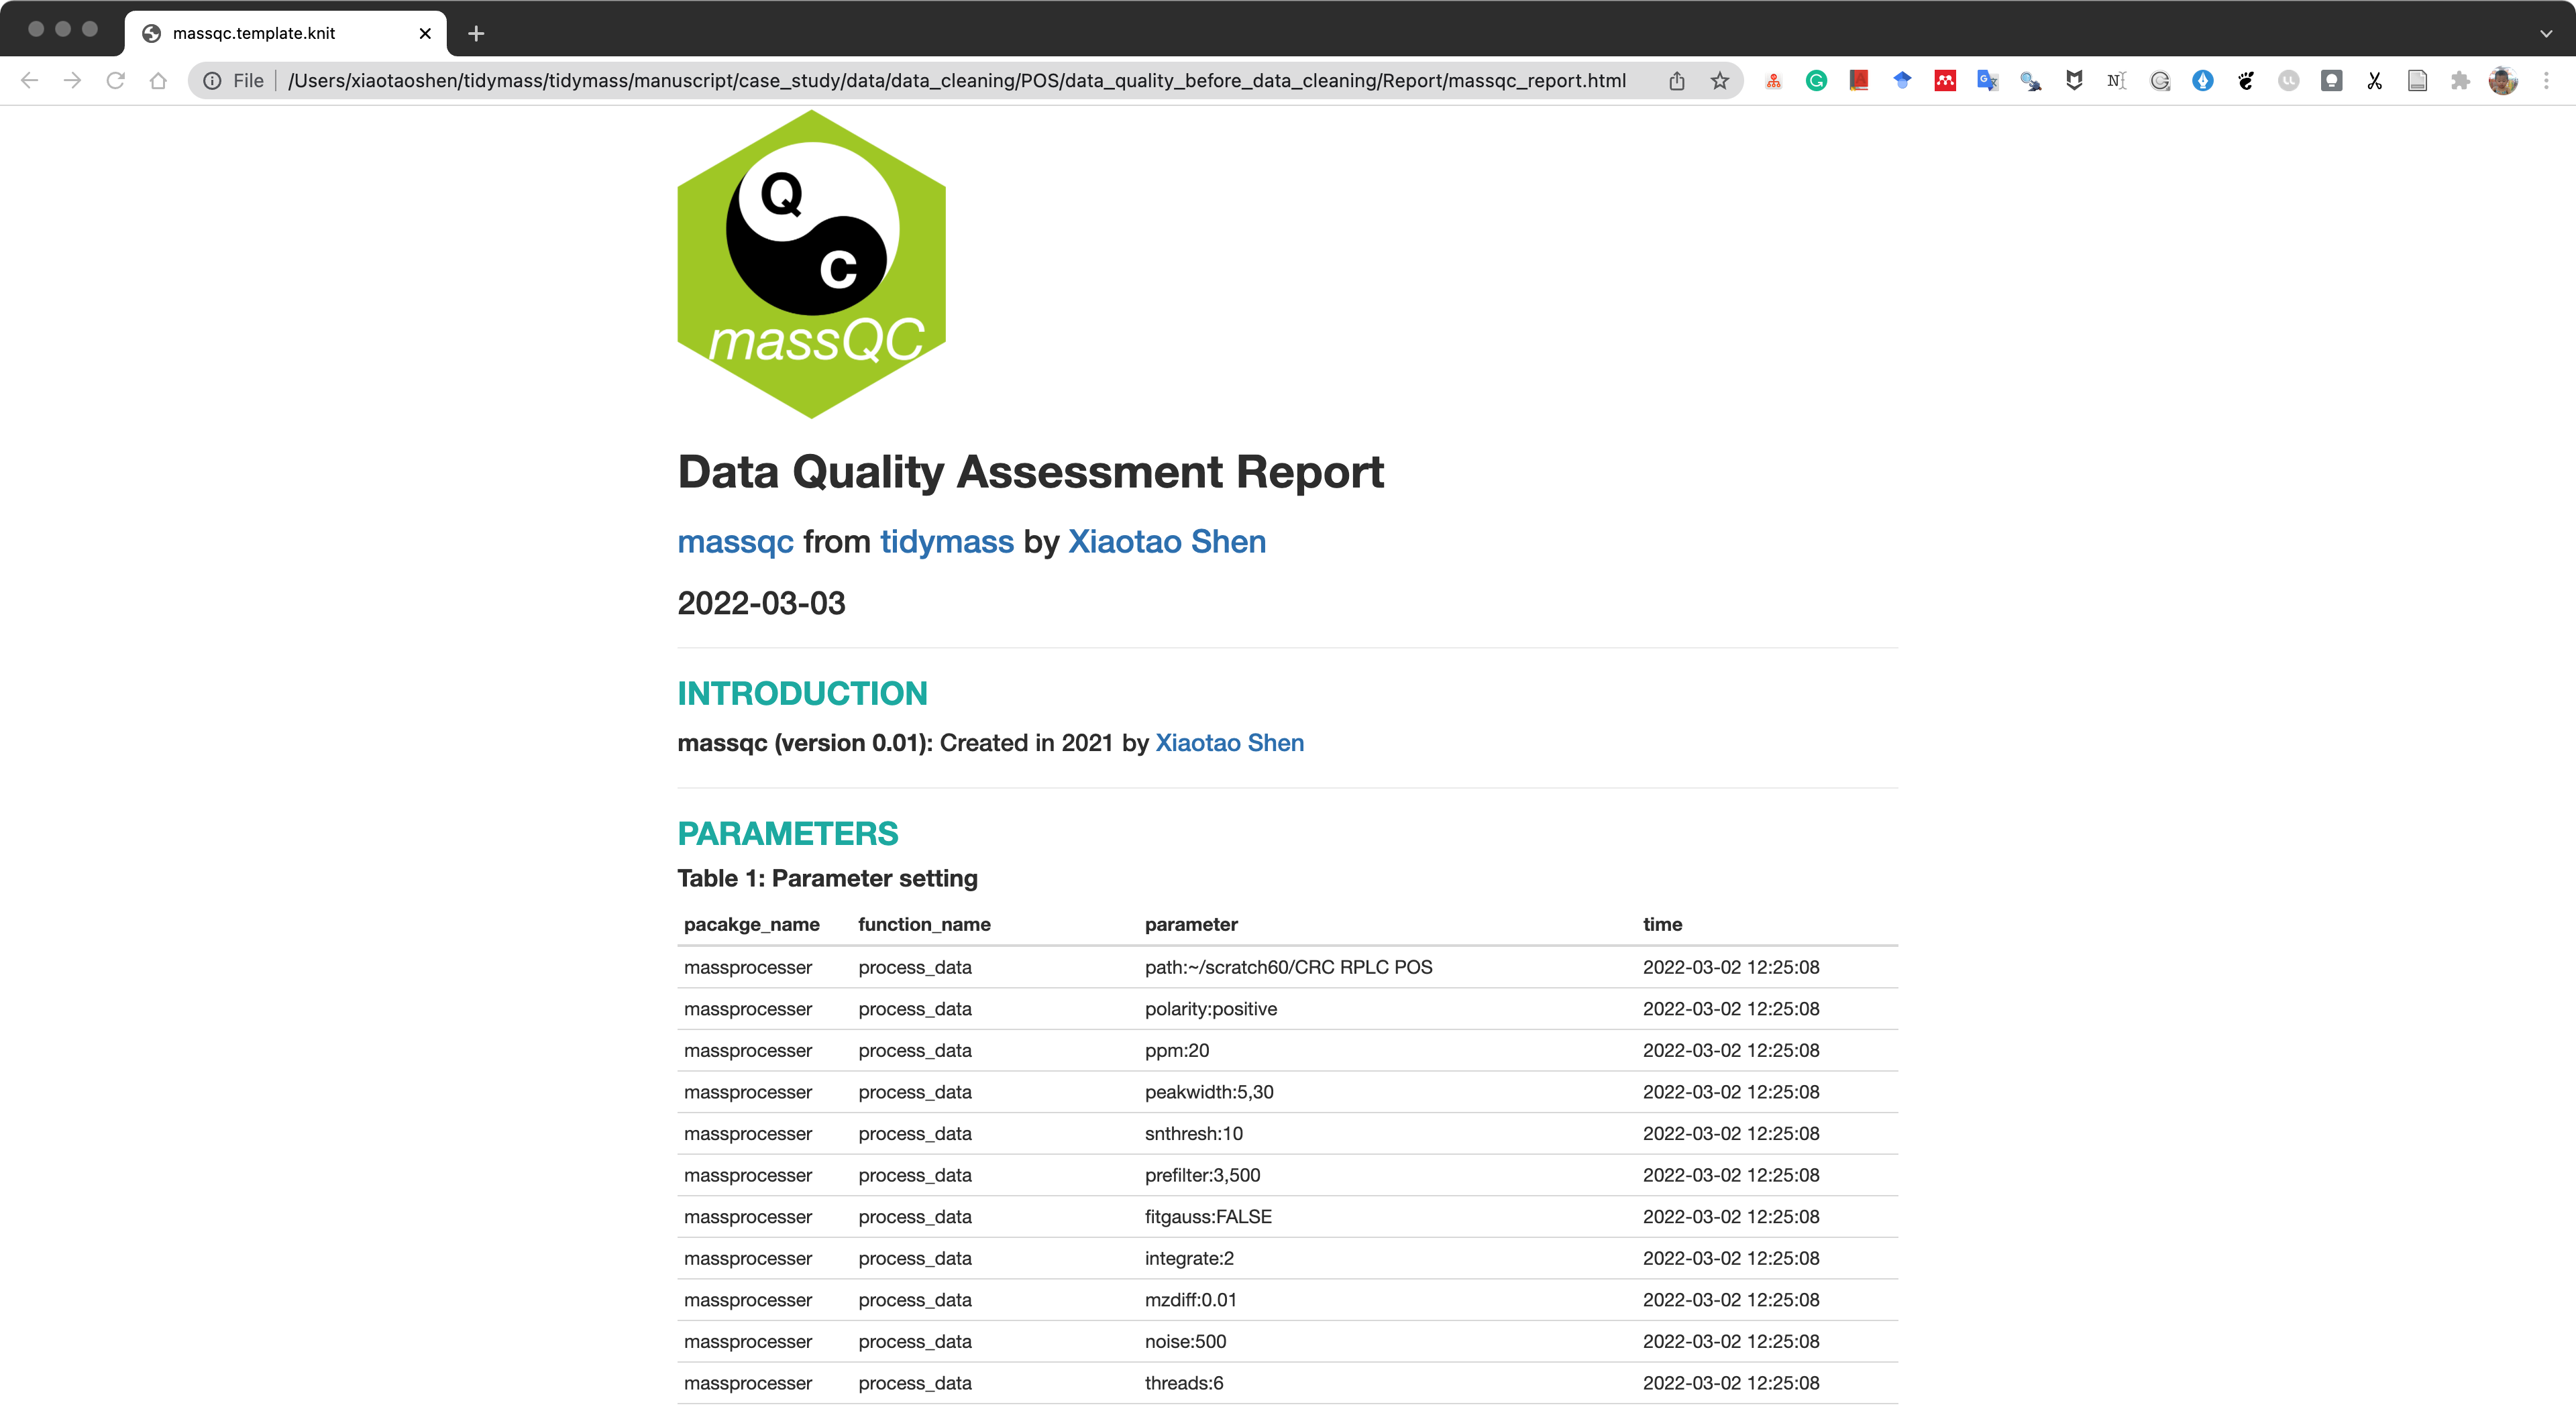 massqc.template.knit
File /Users/xiaotaoshen/tidymass/tidymass/manuscript/case_study/data/data_cleaning/POS/data_quality_before_data_cleaning/Report/massqc_report.html
Q
C
massQC
Data Quality Assessment Report
massqc from tidymass by Xiaotao Shen
2022-03-03
INTRODUCTION
massqc (version 0.01): Created in 2021 by Xiaotao Shen
PARAMETERS
Table 1: Parameter setting
pacakge_name function_name parameter time
massprocesser process_data path:~/scratch60/CRC RPLC POS 2022-03-02 12:25:08
massprocesser process_data polarity:positive 2022-03-02 12:25:08
massprocesser process_data ppm:20 2022-03-02 12:25:08
massprocesser process_data peakwidth:5,30 2022-03-02 12:25:08
massprocesser process_data snthresh:10 2022-03-02 12:25:08
massprocesser process_data prefilter:3,500 2022-03-02 12:25:08
massprocesser process_data fitgauss:FALSE 2022-03-02 12:25:08
massprocesser process_data integrate:2 2022-03-02 12:25:08
massprocesser process_data mzdiff:0.01 2022-03-02 12:25:08
massprocesser process_data noise:500 2022-03-02 12:25:08
massprocesser process_data threads:6 2022-03-02 12:25:08